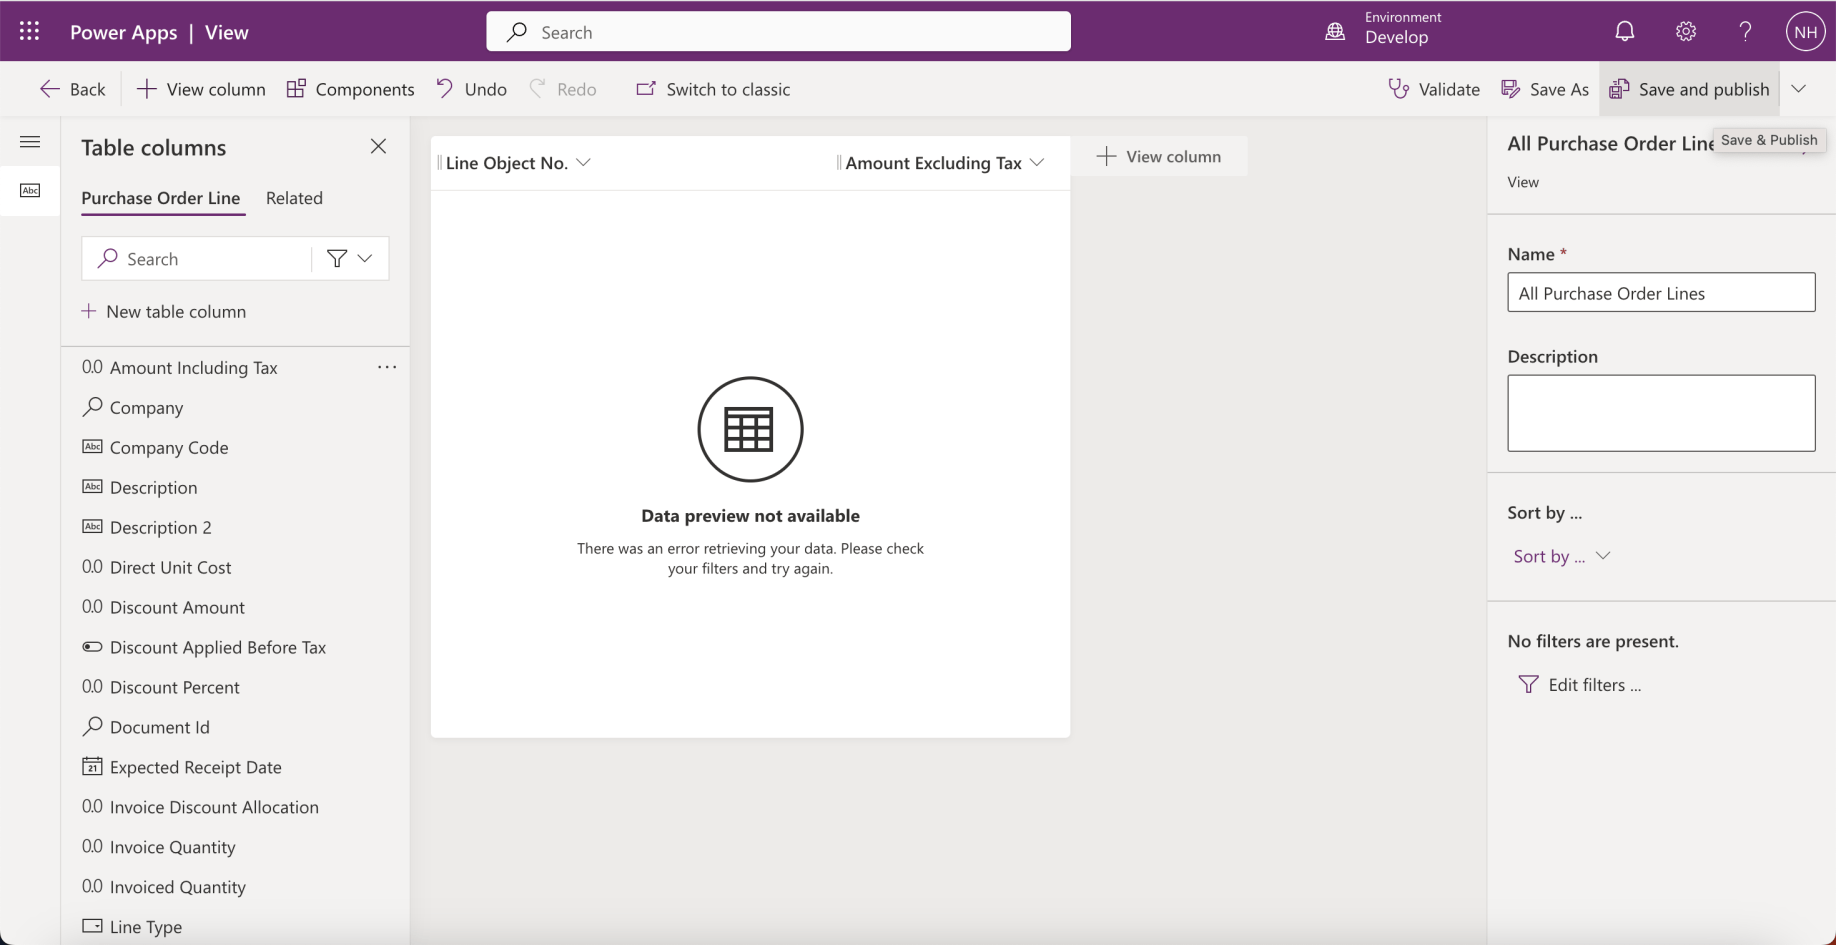 Power Apps | View
Search
Environment
Develop
NH
Back
View column
Components
Undo
Redo
Switch to classic
Validate
Save As
Save and publish
Table columns
Purchase Order Line
Related
Search
New table column
0.0 Amount Including Tax
Company
Abc Company Code
Abc Description
Abc Description 2
0.0 Direct Unit Cost
0.0 Discount Amount
Discount Applied Before Tax
0.0 Discount Percent
Document Id
21 Expected Receipt Date
0.0 Invoice Discount Allocation
0.0 Invoice Quantity
0.0 Invoiced Quantity
Line Type
Abc
Line Object No.
Amount Excluding Tax
View column
Data preview not available
There was an error retrieving your data. Please check
your filters and try again.
All Purchase Order Line
Save & Publish
View
Name *
All Purchase Order Lines
Description
Sort by ...
Sort by ...
No filters are present.
Edit filters ...